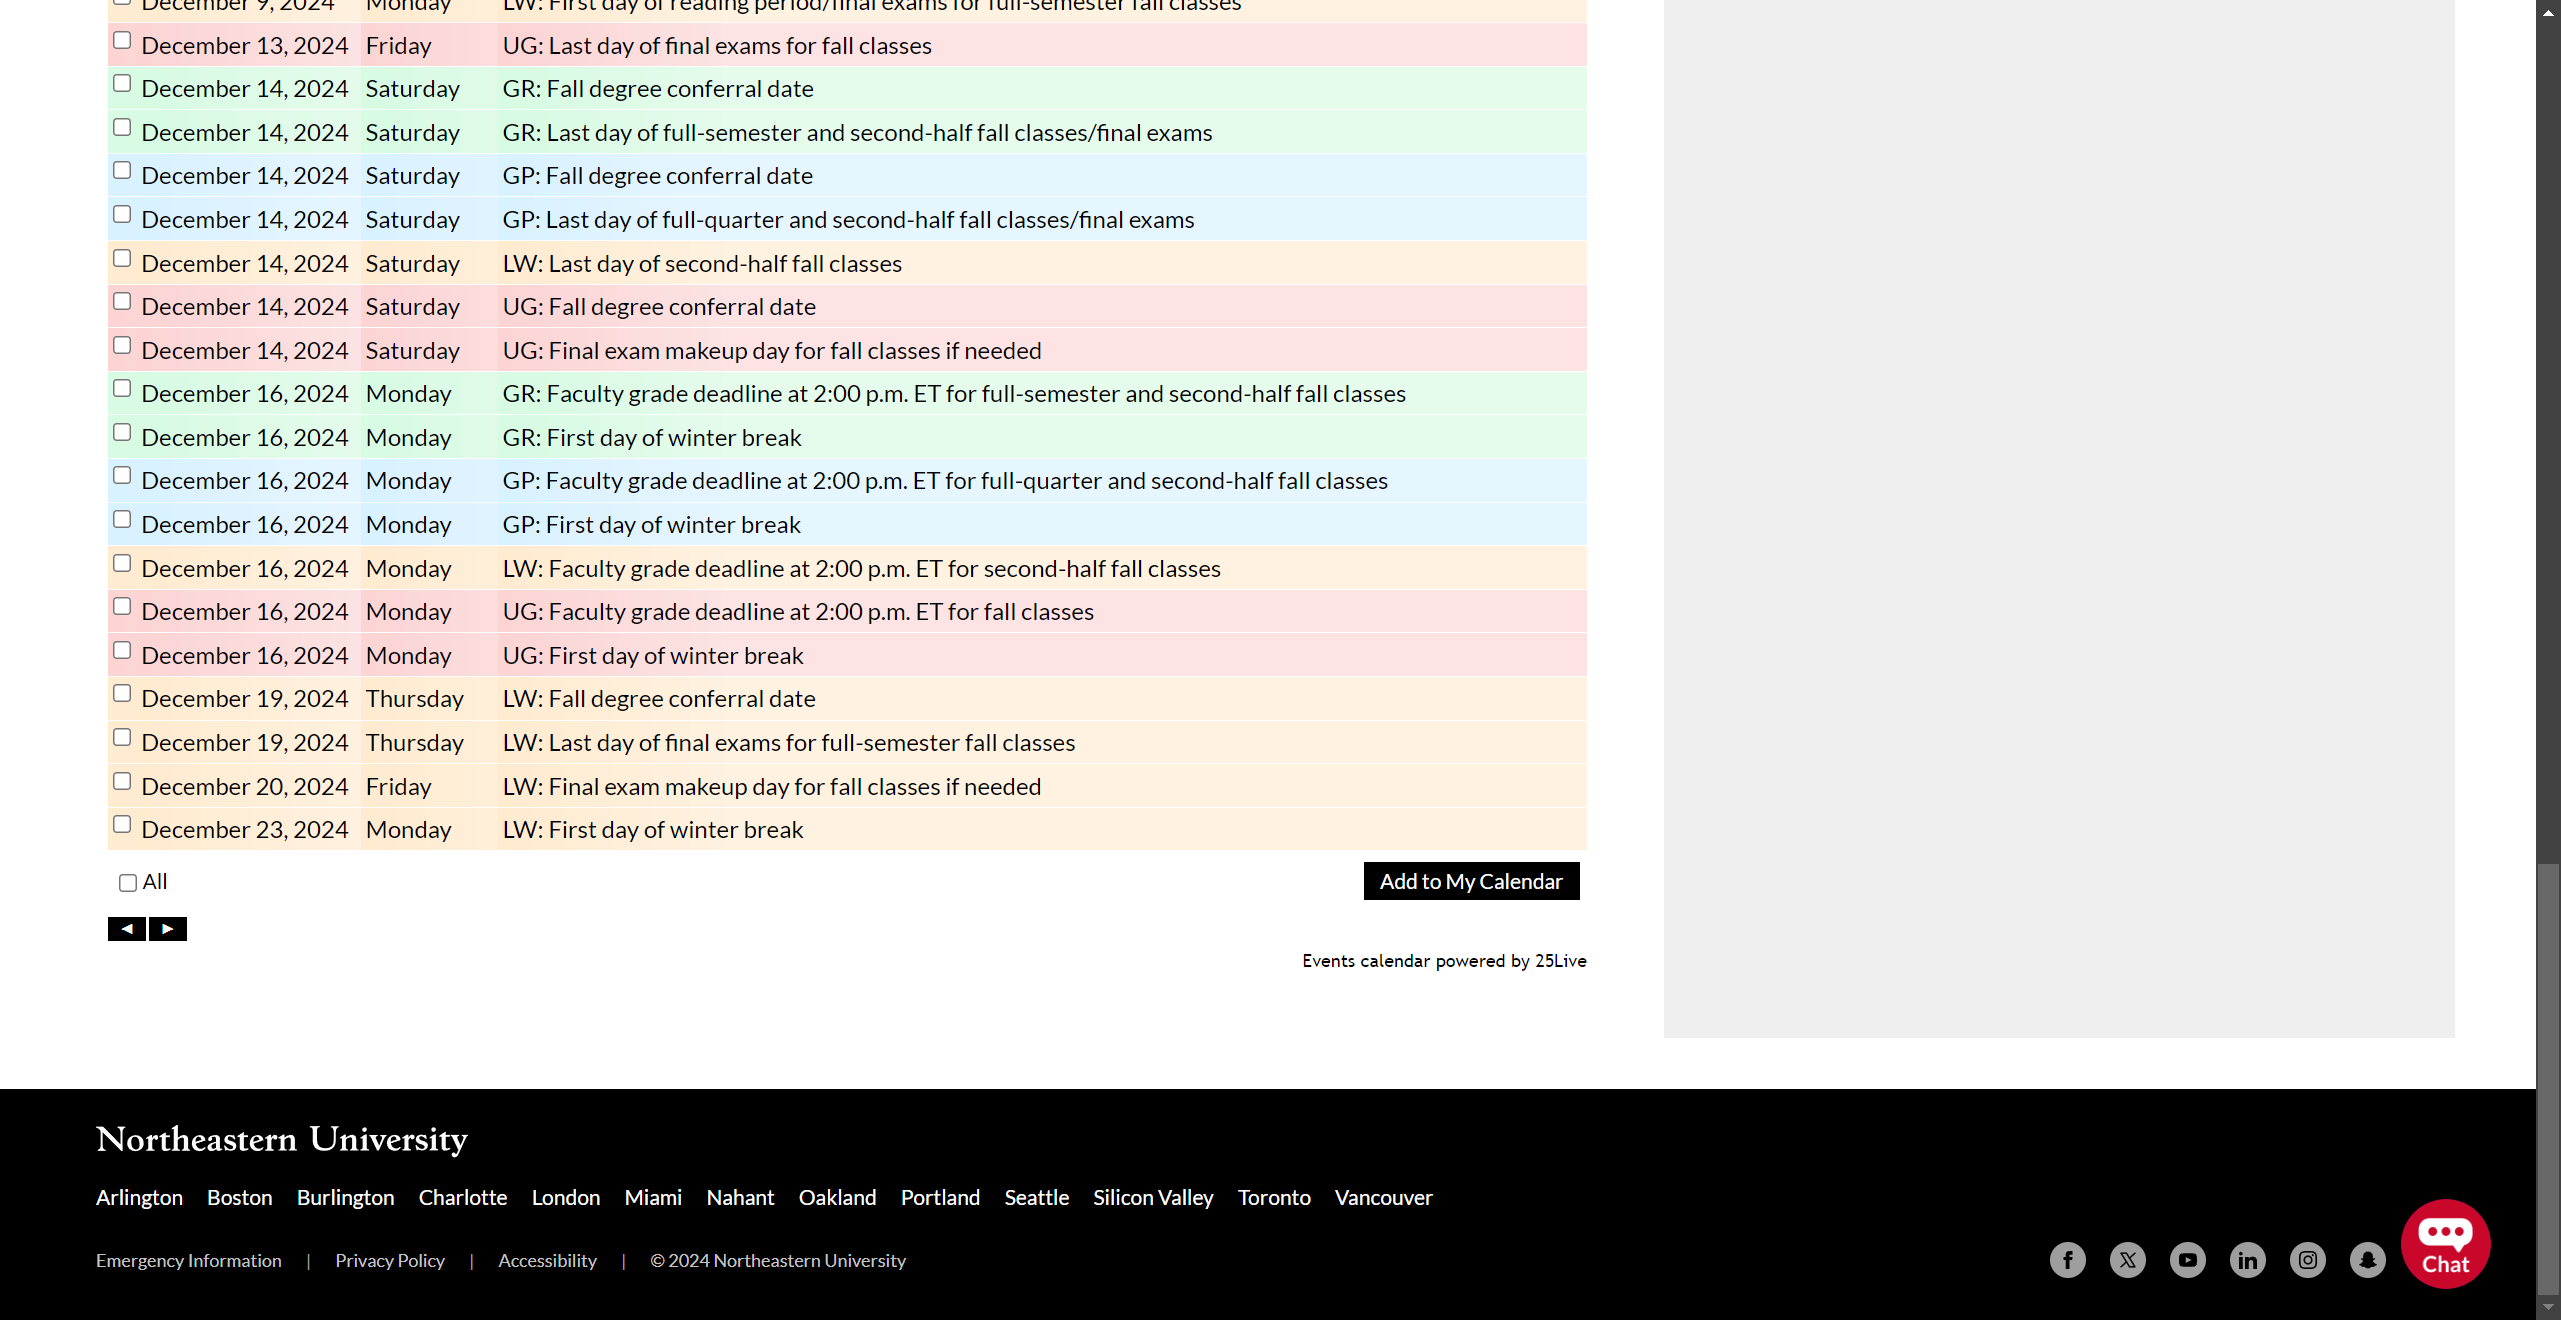 December 9, 2024 Monday LW: First day of reading period/final exams for full-semester fall classes
December 13, 2024 Friday UG: Last day of final exams for fall classes
December 14, 2024 Saturday GR: Fall degree conferral date
December 14, 2024 Saturday GR: Last day of full-semester and second-half fall classes/final exams
December 14, 2024 Saturday GP: Fall degree conferral date
December 14, 2024 Saturday GP: Last day of full-quarter and second-half fall classes/final exams
December 14, 2024 Saturday LW: Last day of second-half fall classes
December 14, 2024 Saturday UG: Fall degree conferral date
December 14, 2024 Saturday UG: Final exam makeup day for fall classes if needed
December 16, 2024 Monday GR: Faculty grade deadline at 2:00 p.m. ET for full-semester and second-half fall classes
December 16, 2024 Monday GR: First day of winter break
December 16, 2024 Monday GP: Faculty grade deadline at 2:00 p.m. ET for full-quarter and second-half fall classes
December 16, 2024 Monday GP: First day of winter break
December 16, 2024 Monday LW: Faculty grade deadline at 2:00 p.m. ET for second-half fall classes
December 16, 2024 Monday UG: Faculty grade deadline at 2:00 p.m. ET for fall classes
December 16, 2024 Monday UG: First day of winter break
December 19, 2024 Thursday LW: Fall degree conferral date
December 19, 2024 Thursday LW: Last day of final exams for full-semester fall classes
December 20, 2024 Friday LW: Final exam makeup day for fall classes if needed
December 23, 2024 Monday LW: First day of winter break
All Add to My Calendar
Events calendar powered by 25Live
Northeastern University
Arlington Boston Burlington Charlotte London Miami Nahant Oakland Portland Seattle Silicon Valley Toronto Vancouver
Emergency Information | Privacy Policy | Accessibility | © 2024 Northeastern University
Chat